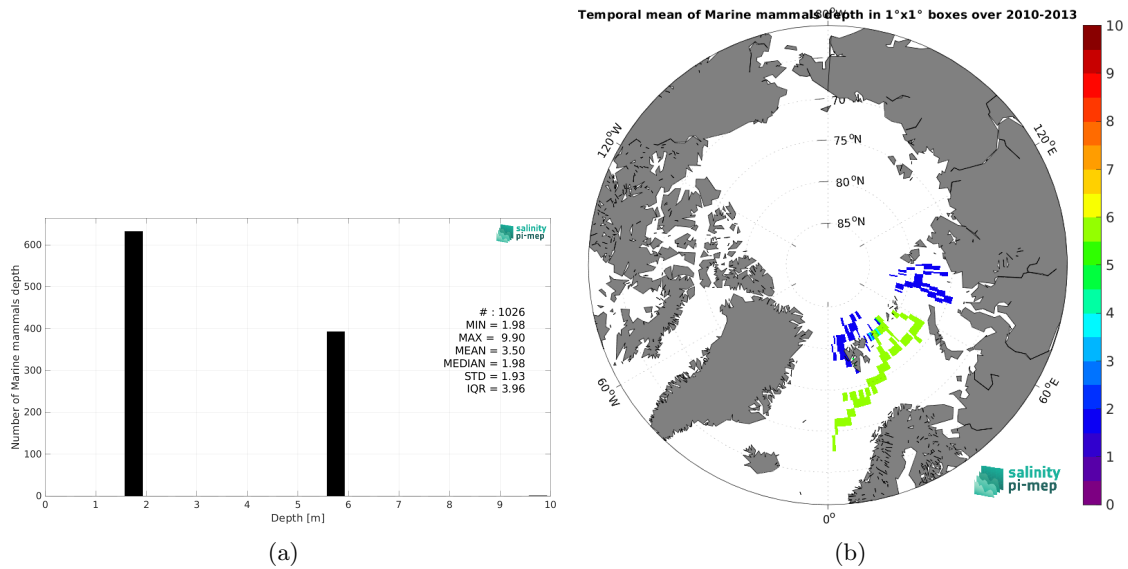 Temporal mean of Marine mammals depth in 1°x1° boxes over 2010-2013
180°W
120°W
120°E
60°W
60°E
0°
70
75°N
80°N
85°N
10
9
8
7
6
5
4
3
2
1
0
salinity
pi-mep
(b)
salinity
pi-mep
Number of Marine mammals depth
600
500
400
300
200
100
0
# : 1026
MIN = 1.98
MAX = 9.90
MEAN = 3.50
MEDIAN = 1.98
STD = 1.93
IQR = 3.96
0 1 2 3 4 5 6 7 8 9 10
Depth [m]
(a)